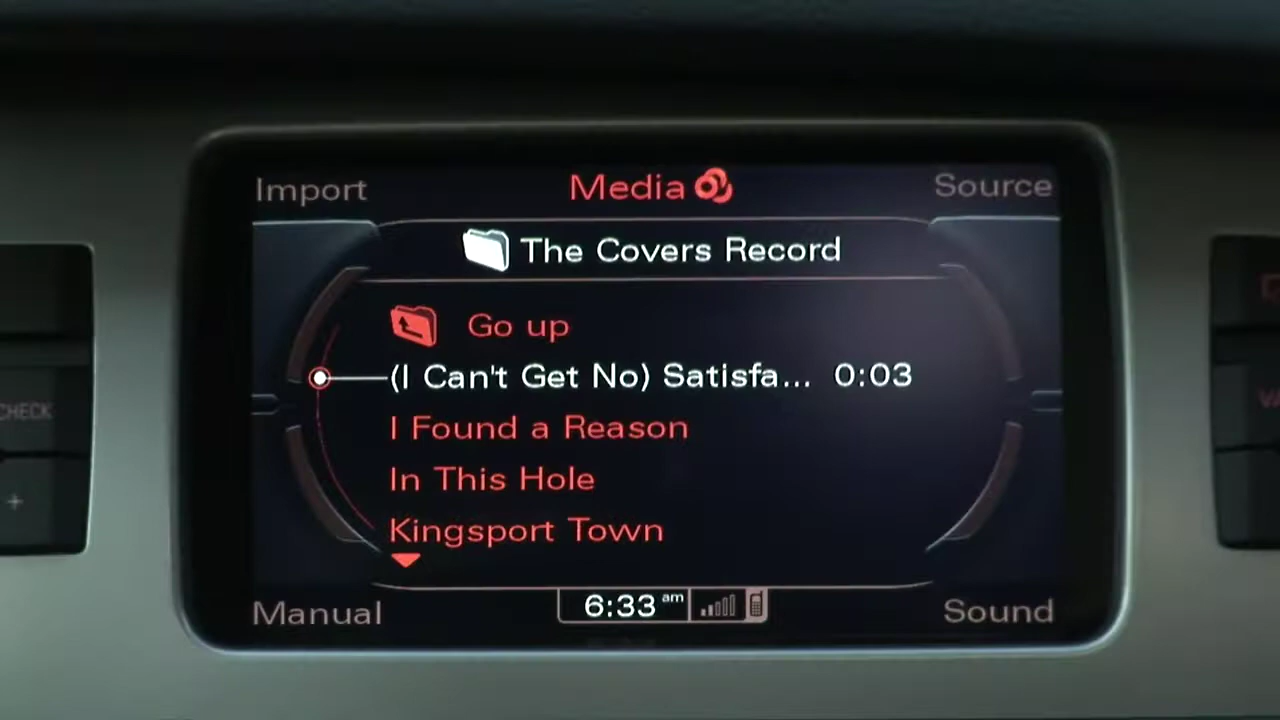 Import
Media
Source
The Covers Record
Go up
(I Can't Get No) Satisfa... 0:03
I Found a Reason
In This Hole
Kingsport Town
6:33 am
Manual
Sound
CHECK
+